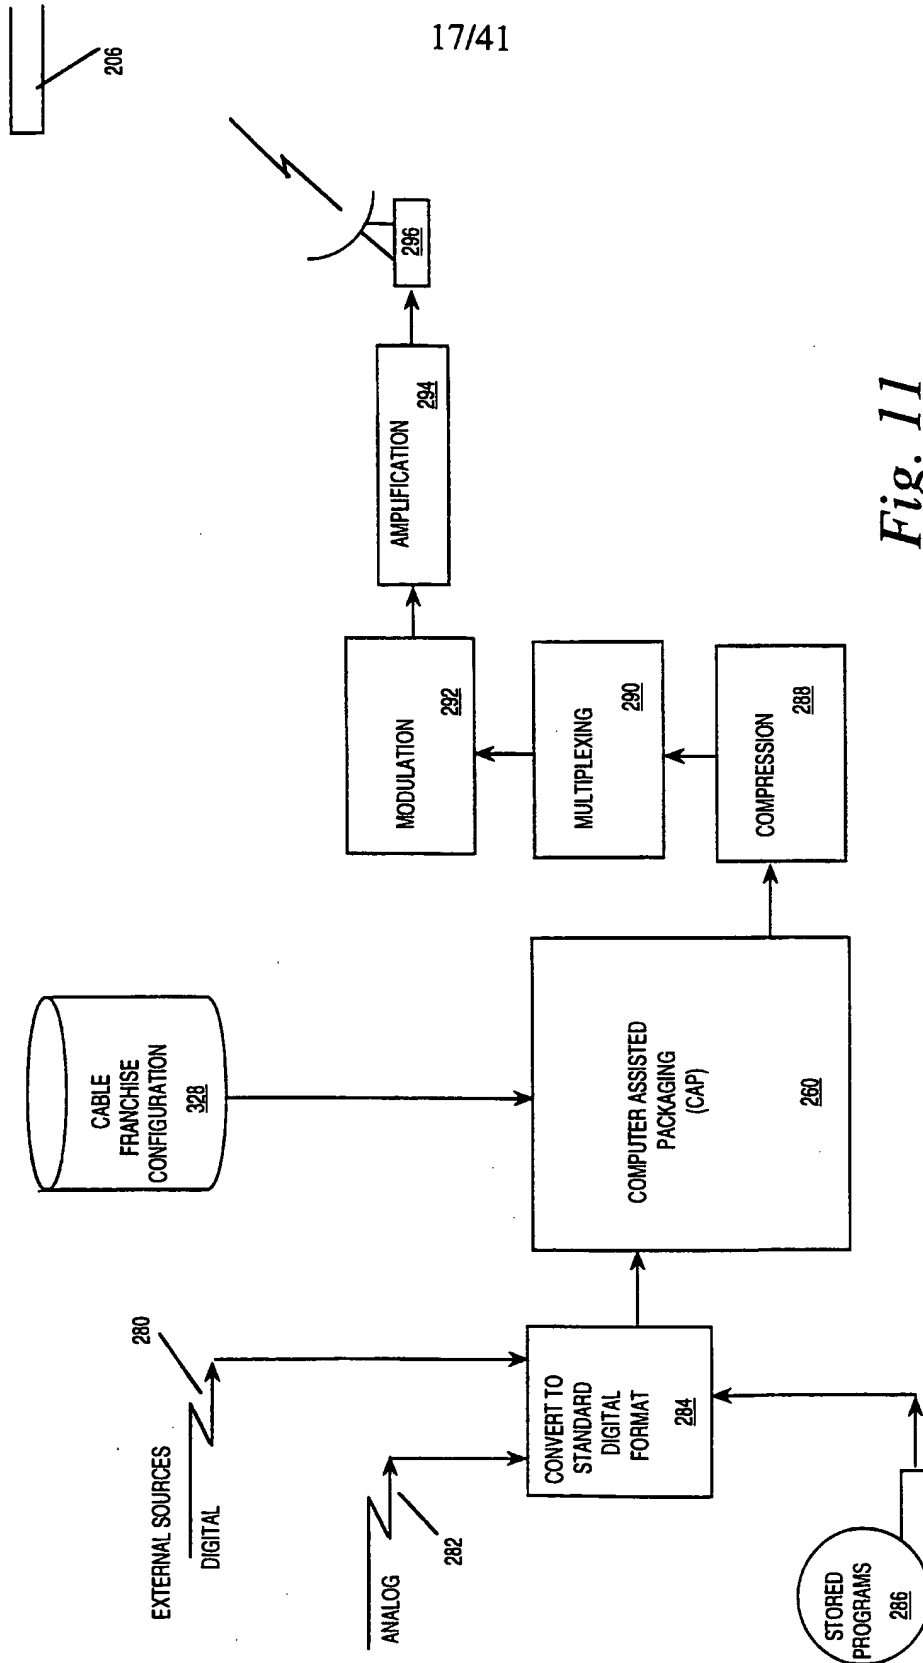 17/41
206
EXTERNAL SOURCES
DIGITAL
280
ANALOG
282
STORED
PROGRAMS
286
CONVERT TO
STANDARD
DIGITAL
FORMAT
284
CABLE
FRANCHISE
CONFIGURATION
328
COMPUTER ASSISTED
PACKAGING
(CAP)
260
COMPRESSION
288
MULTIPLEXING
290
MODULATION
292
AMPLIFICATION
294
296
Fig. 11